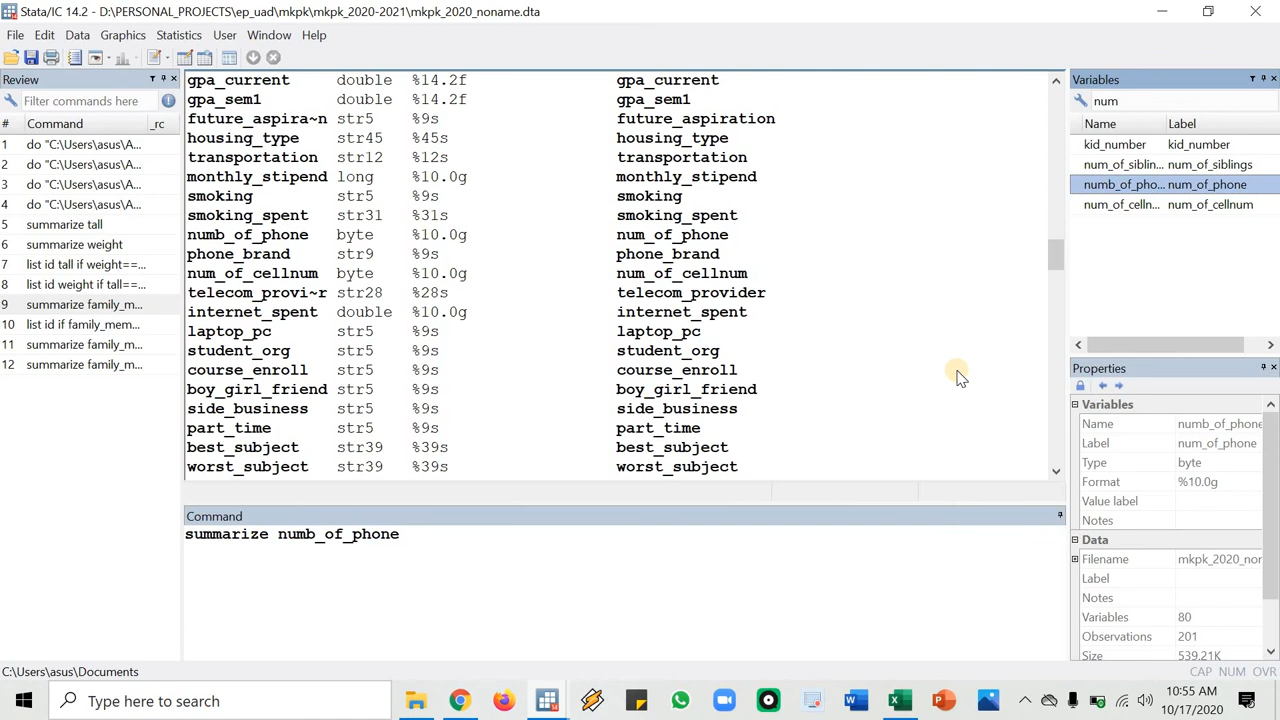 Stata/IC 14.2 - D:\PERSONAL_PROJECTS\ep_uad\mkpk\mkpk_2020-2021\mkpk_2020_noname.dta
File Edit Data Graphics Statistics User Window Help
Review
Filter commands here
# Command _rc
1 do "C:\Users\asus\A...
2 do "C:\Users\asus\A...
3 do "C:\Users\asus\A...
4 do "C:\Users\asus\A...
5 summarize tall
6 summarize weight
7 list id tall if weight==...
8 list id weight if tall==...
9 summarize family_m...
10 list id if family_mem...
11 summarize family_m...
12 summarize family_m...
gpa_current double %14.2f gpa_current
gpa_sem1 double %14.2f gpa_sem1
future_aspira~n str5 %9s future_aspiration
housing_type str45 %45s housing_type
transportation str12 %12s transportation
monthly_stipend long %10.0g monthly_stipend
smoking str5 %9s smoking
smoking_spent str31 %31s smoking_spent
numb_of_phone byte %10.0g num_of_phone
phone_brand str9 %9s phone_brand
num_of_cellnum byte %10.0g num_of_cellnum
telecom_provi~r str28 %28s telecom_provider
internet_spent double %10.0g internet_spent
laptop_pc str5 %9s laptop_pc
student_org str5 %9s student_org
course_enroll str5 %9s course_enroll
boy_girl_friend str5 %9s boy_girl_friend
side_business str5 %9s side_business
part_time str5 %9s part_time
best_subject str39 %39s best_subject
worst_subject str39 %39s worst_subject
Command
summarize numb_of_phone
Variables
num
Name Label
kid_number kid_number
num_of_siblin... num_of_siblings
numb_of_pho... num_of_phone
num_of_celln... num_of_cellnum
Properties
Variables
Name numb_of_phone
Label num_of_phone
Type byte
Format %10.0g
Value label
Notes
Data
Filename mkpk_2020_nor
Label
Notes
Variables 80
Observations 201
Size 539.21K
C:\Users\asus\Documents
CAP NUM OVR
Type here to search
10:55 AM
10/17/2020